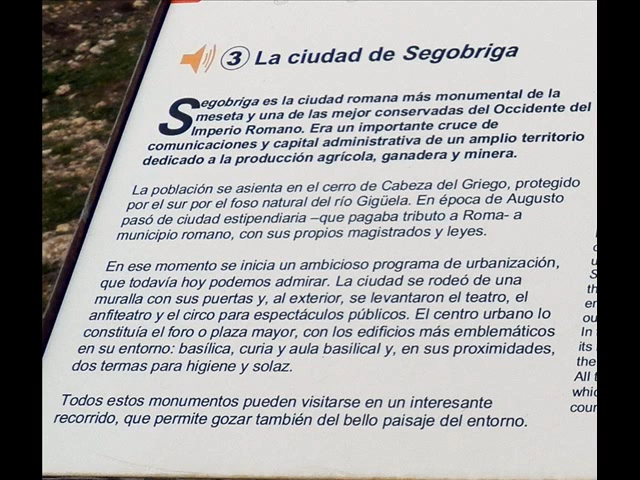 3 La ciudad de Segobriga
Segobriga es la ciudad romana más monumental de la
meseta y una de las mejor conservadas del Occidente del
Imperio Romano. Era un importante cruce de
comunicaciones y capital administrativa de un amplio territorio
dedicado a la producción agrícola, ganadera y minera.
La población se asienta en el cerro de Cabeza del Griego, protegido
por el sur por el foso natural del río Gigüela. En época de Augusto
pasó de ciudad estipendiaria –que pagaba tributo a Roma- a
municipio romano, con sus propios magistrados y leyes.
En ese momento se inicia un ambicioso programa de urbanización,
que todavía hoy podemos admirar. La ciudad se rodeó de una
muralla con sus puertas y, al exterior, se levantaron el teatro, el
anfiteatro y el circo para espectáculos públicos. El centro urbano lo
constituía el foro o plaza mayor, con los edificios más emblemáticos
en su entorno: basílica, curia y aula basilical y, en sus proximidades,
dos termas para higiene y solaz.
Todos estos monumentos pueden visitarse en un interesante
recorrido, que permite gozar también del bello paisaje del entorno.
In
its
the
All